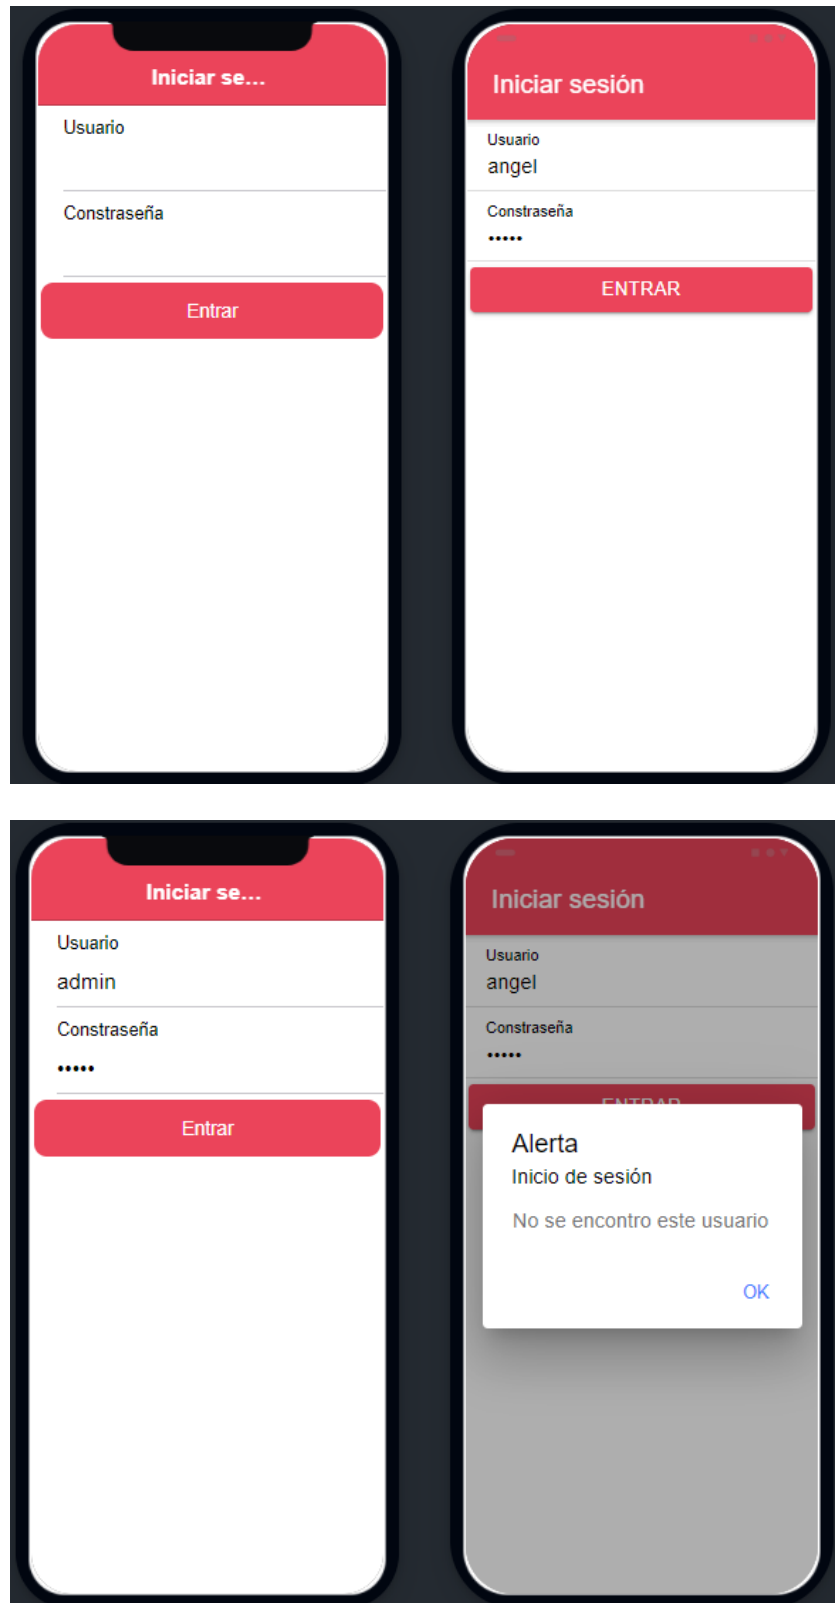 Iniciar se...
Usuario
Constraseña
Entrar
Iniciar sesión
Usuario
angel
Constraseña
•••••
ENTRAR
Iniciar se...
Usuario
admin
Constraseña
•••••
Entrar
Iniciar sesión
Usuario
angel
Constraseña
•••••
ENTRAR
Alerta
Inicio de sesión
No se encontro este usuario
OK